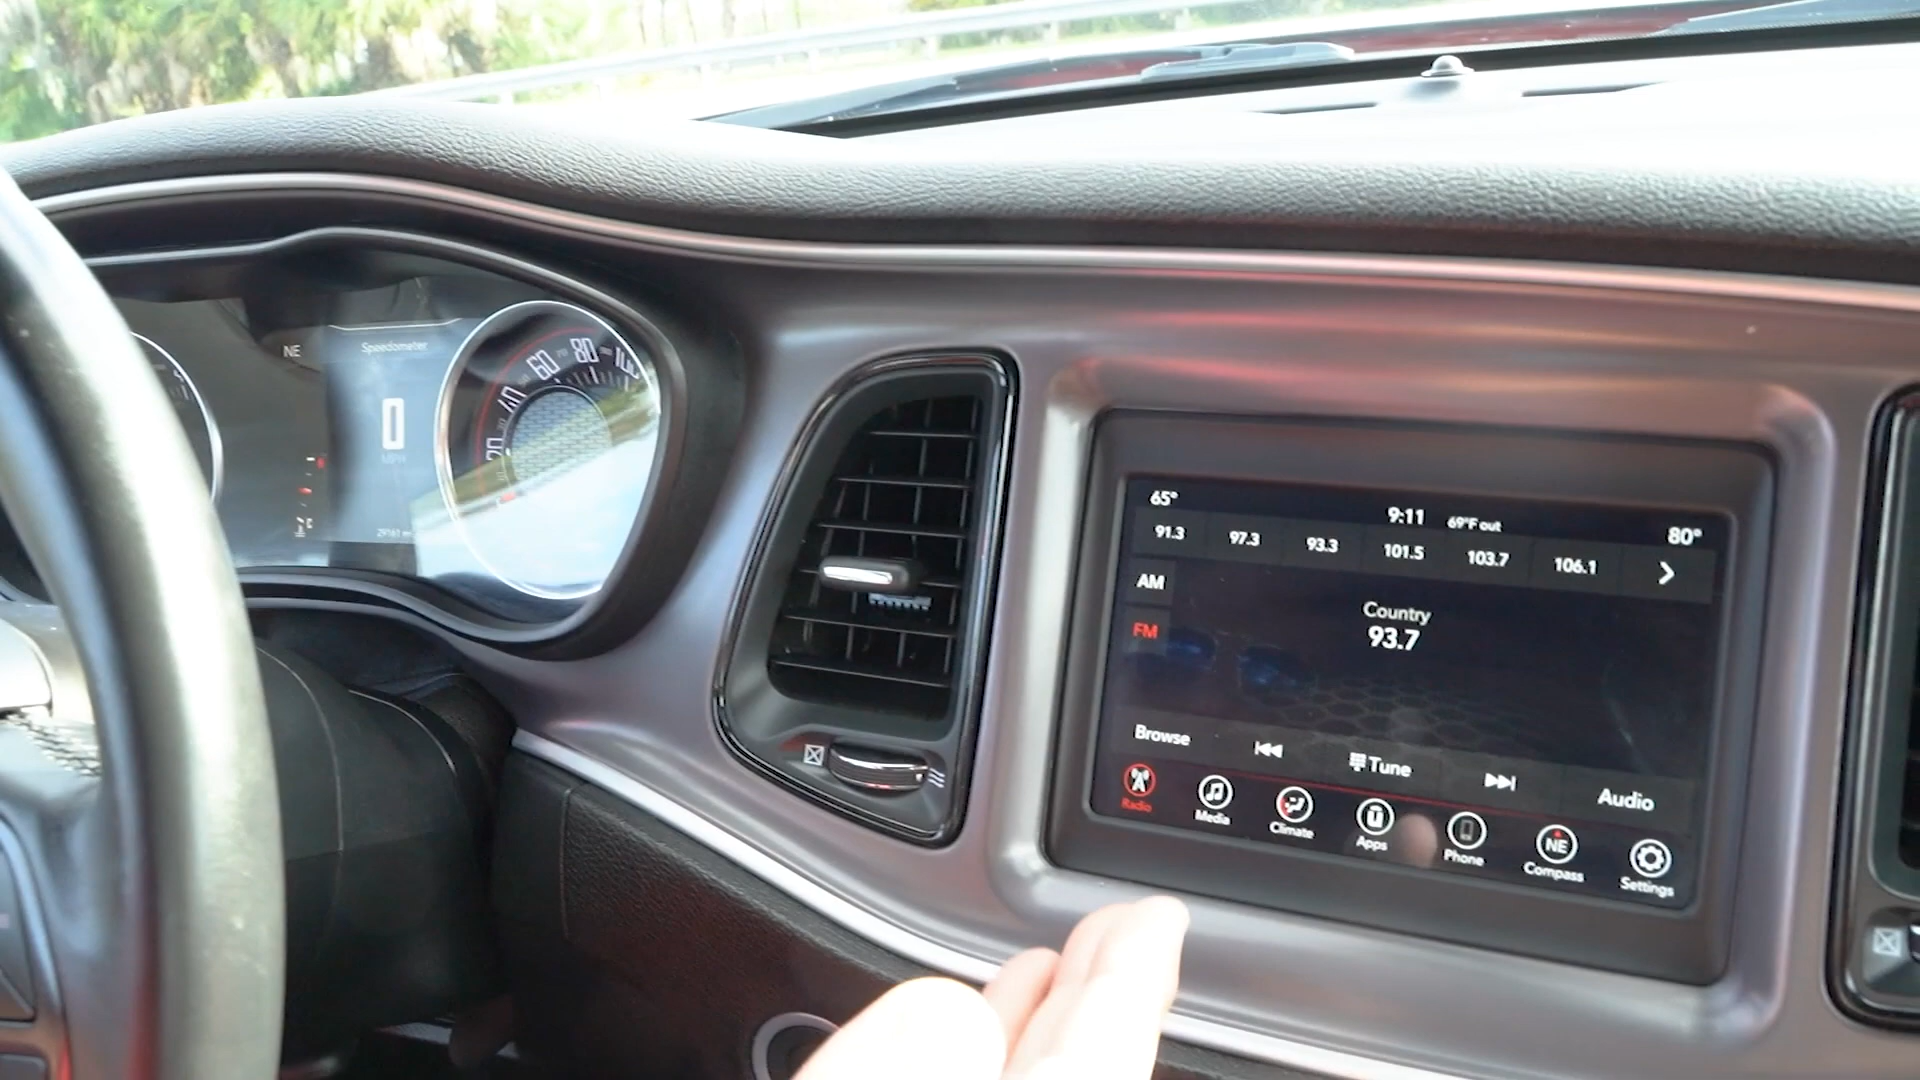 NE
Speedometer
0
MPH
20
40
60
80
100
65°
9:11
69°F out
80°
91.3
97.3
93.3
101.5
103.7
106.1
AM
FM
Country
93.7
Browse
Tune
Audio
Radio
Media
Climate
Apps
Phone
NE
Compass
Settings